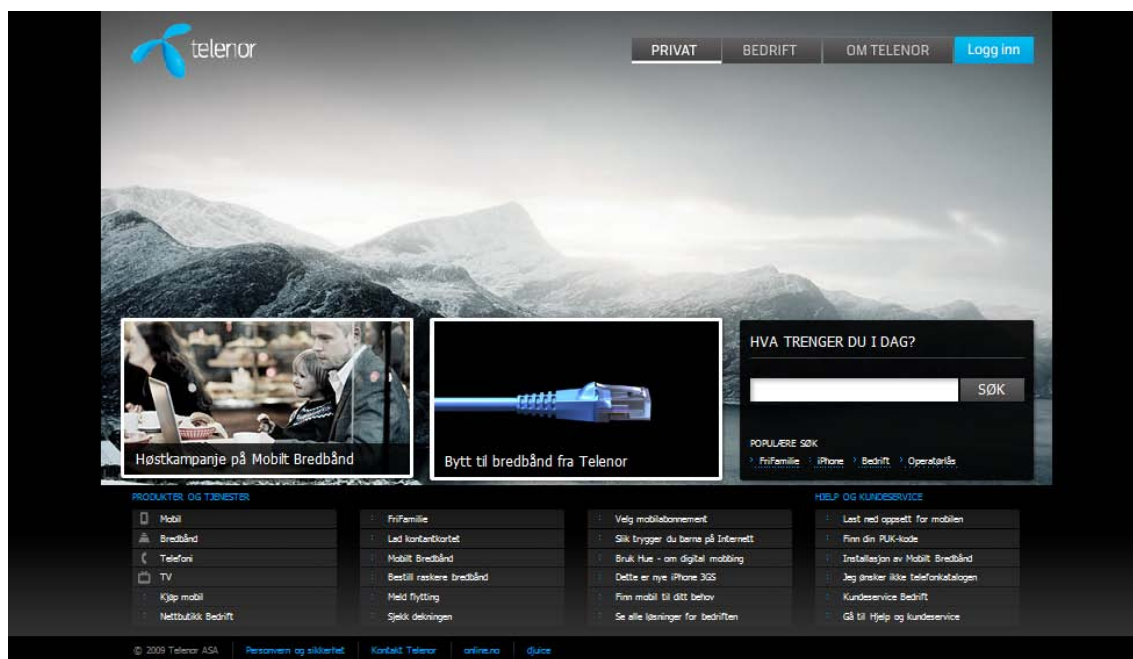 telenor
PRIVAT
BEDRIFT
OM TELENOR
Logg inn
HVA TRENGER DU I DAG?
SØK
POPULÆRE SØK
FriFamilie
iPhone
Bedrift
Operatørlås
Høstkampanje på Mobilt Bredbånd
Bytt til bredbånd fra Telenor
PRODUKTER OG TJENESTER
Mobil
Bredbånd
Telefoni
TV
Kjøp mobil
Nettbutikk Bedrift
FriFamilie
Lad kontantkortet
Mobilt Bredbånd
Bestill raskere bredbånd
Meld flytting
Sjekk dekningen
Velg mobilabonnement
Slik trygger du barna på Internett
Bruk Hue - om digital mobbing
Dette er nye iPhone 3GS
Finn mobil til ditt behov
Se alle løsninger for bedriften
HJELP OG KUNDESERVICE
Last ned oppsett for mobilen
Finn din PUK-kode
Installasjon av Mobilt Bredbånd
Jeg ønsker ikke telefonkatalogen
Kundeservice Bedrift
Gå til Hjelp og kundeservice
© 2009 Telenor ASA
Personvern og sikkerhet
Kontakt Telenor
online.no
djuice